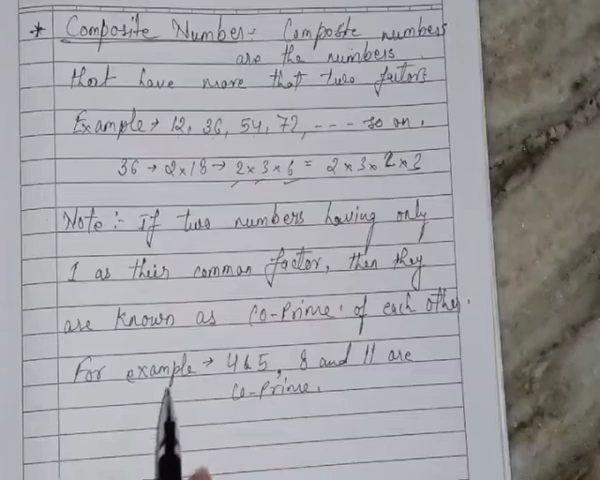 * Composite Number:- Composite numbers
are the numbers
that have more that two factors
Example → 12, 36, 54, 72, ---- so on.
36 → 2×18 → 2×3×6 = 2×3×2×3
Note:- If two numbers having only
1 as their common factor, then they
are known as Co-Prime of each other.
For example → 4 & 5, 8 and 11 are
Co-prime.